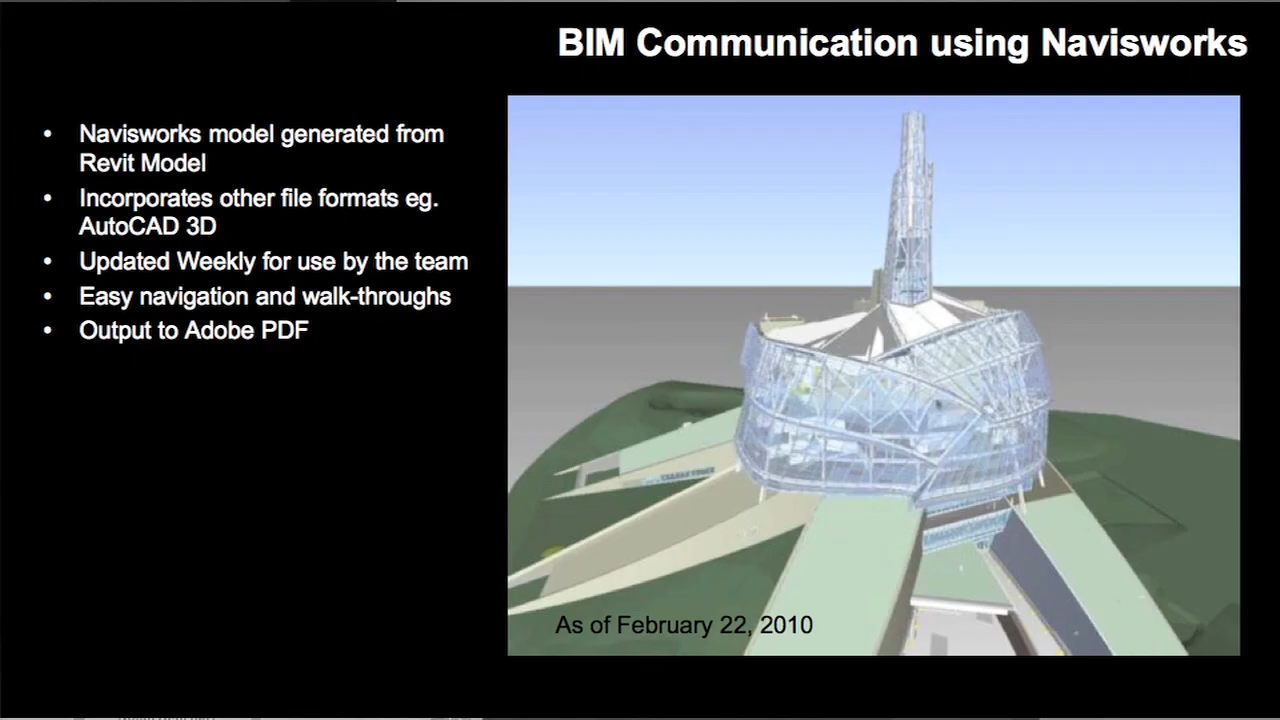 BIM Communication using Navisworks
• Navisworks model generated from
Revit Model
• Incorporates other file formats eg.
AutoCAD 3D
• Updated Weekly for use by the team
• Easy navigation and walk-throughs
• Output to Adobe PDF
As of February 22, 2010